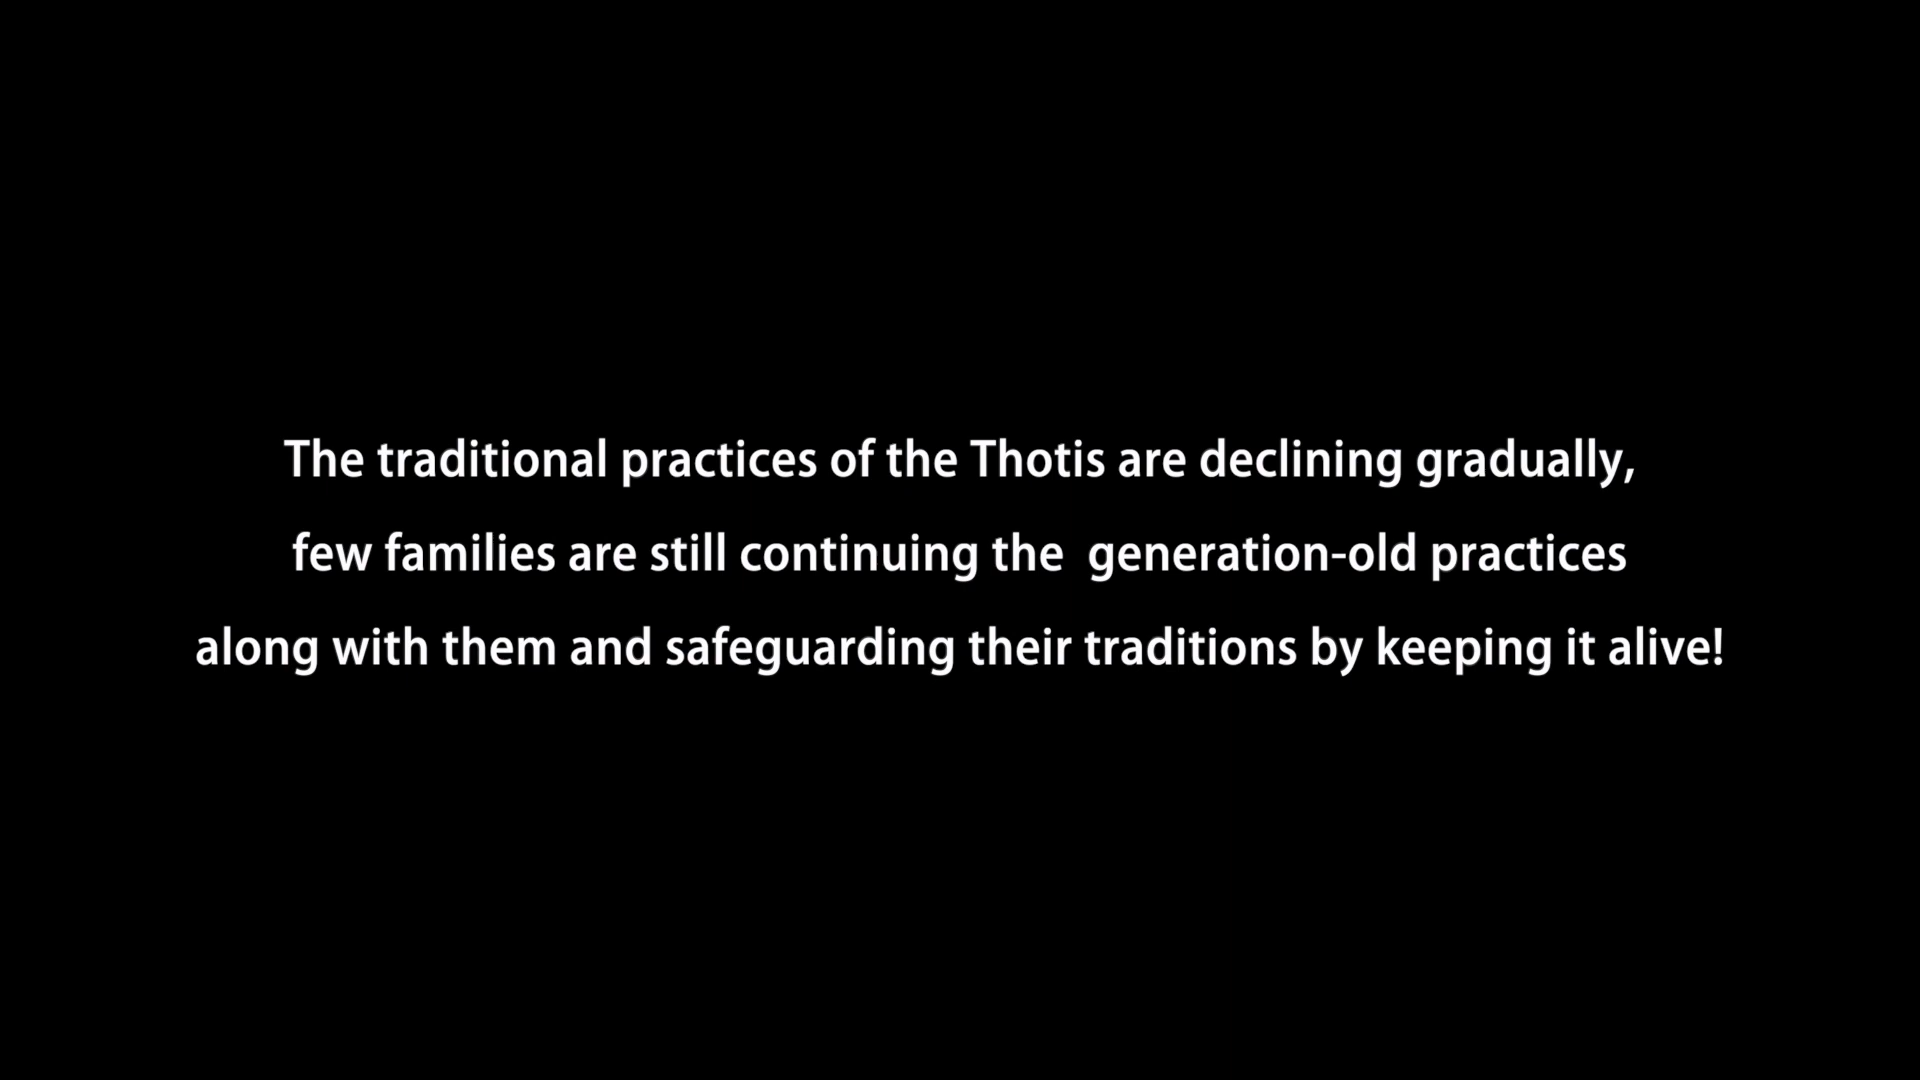 The traditional practices of the Thotis are declining gradually,
few families are still continuing the  generation-old practices
along with them and safeguarding their traditions by keeping it alive!